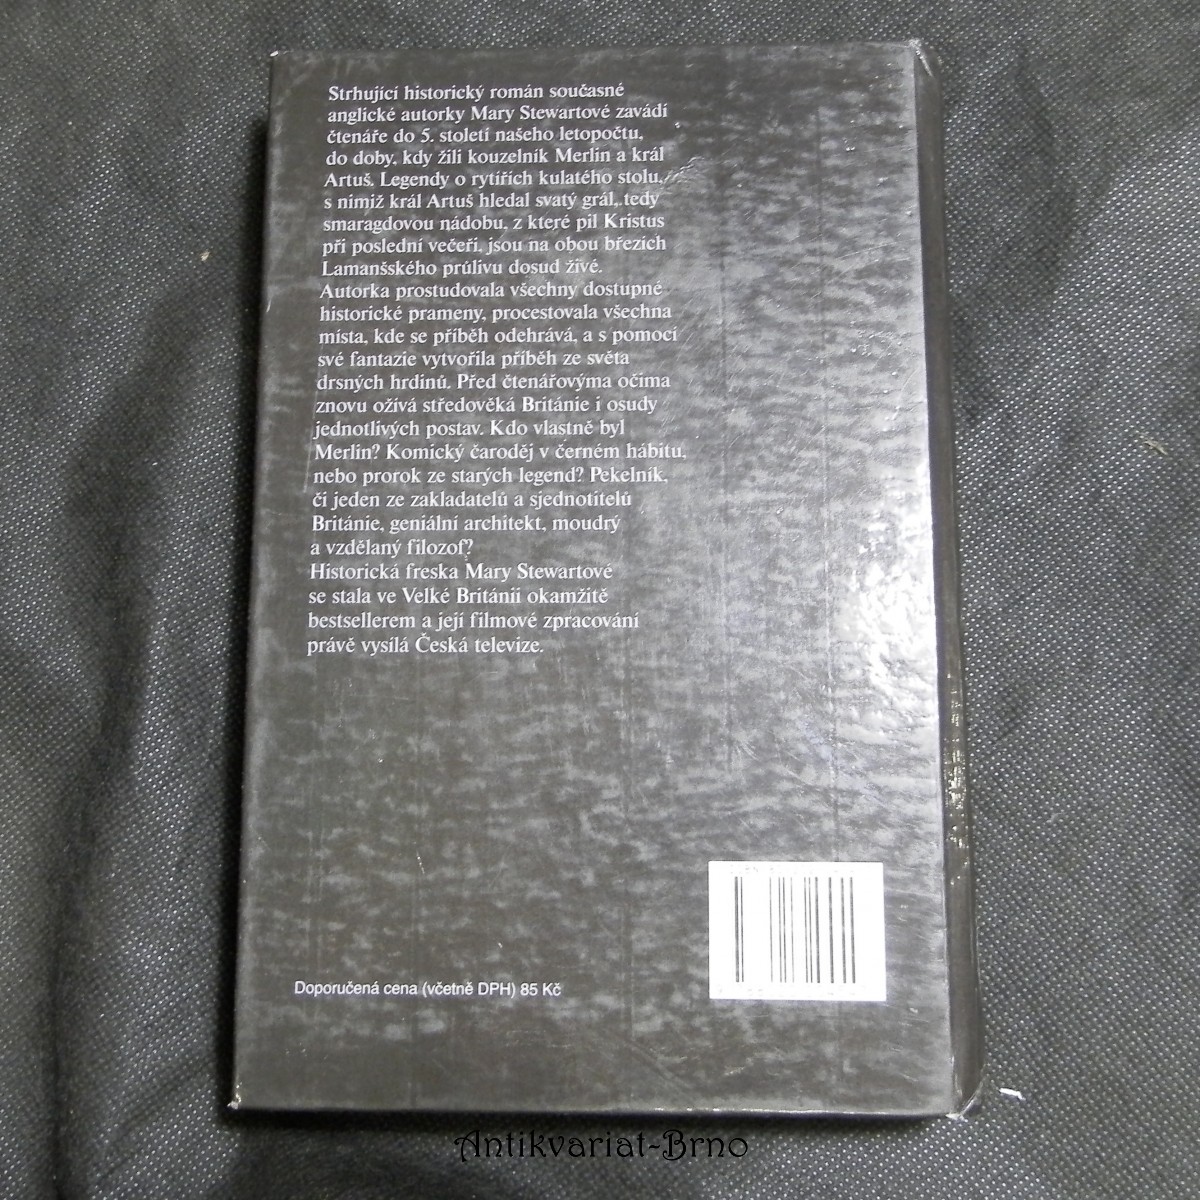 Strhující historický román současné
anglické autorky Mary Stewartové zavádí
čtenáře do 5. století našeho letopočtu,
do doby, kdy žili kouzelník Merlin a král
Artuš. Legendy o rytířích kulatého stolu,
s nimiž král Artuš hledal svatý grál, tedy
smaragdovou nádobu, z které pil Kristus
při poslední večeři, jsou na obou březích
Lamanšského průlivu dosud živé.
Autorka prostudovala všechny dostupné
historické prameny, procestovala všechna
místa, kde se příběh odehrává, a s pomocí
své fantazie vytvořila příběh ze světa
drsných hrdinů. Před čtenářovýma očima
znovu ožívá středověká Británie i osudy
jednotlivých postav. Kdo vlastně byl
Merlin? Komický čaroděj v černém hábitu,
nebo prorok ze starých legend? Pekelník,
či jeden ze zakladatelů a sjednotitelů
Británie, geniální architekt, moudrý
a vzdělaný filozof?
Historická freska Mary Stewartové
se stala ve Velké Británii okamžitě
bestsellerem a její filmové zpracování
právě vysílá Česká televize.
Doporučená cena (včetně DPH) 85 Kč
Antikvariat-Brno